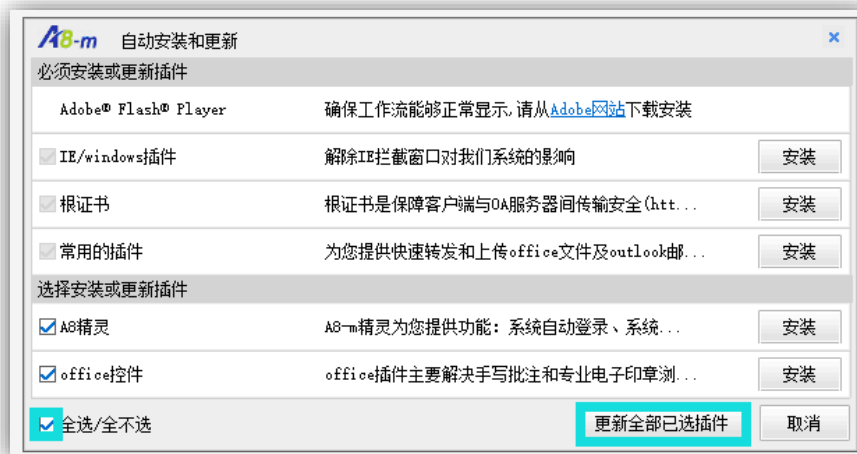 A8-m 自动安装和更新
必须安装或更新插件
Adobe® Flash® Player 确保工作流能够正常显示,请从Adobe网站下载安装
IE/windows插件 解除IE拦截窗口对我们系统的影响 安装
根证书 根证书是保障客户端与OA服务器间传输安全(htt... 安装
常用的插件 为您提供快速转发和上传office文件及outlook邮... 安装
选择安装或更新插件
A8精灵 A8-m精灵为您提供功能：系统自动登录、系统... 安装
office控件 office插件主要解决手写批注和专业电子印章浏... 安装
全选/全不选 更新全部已选插件 取消